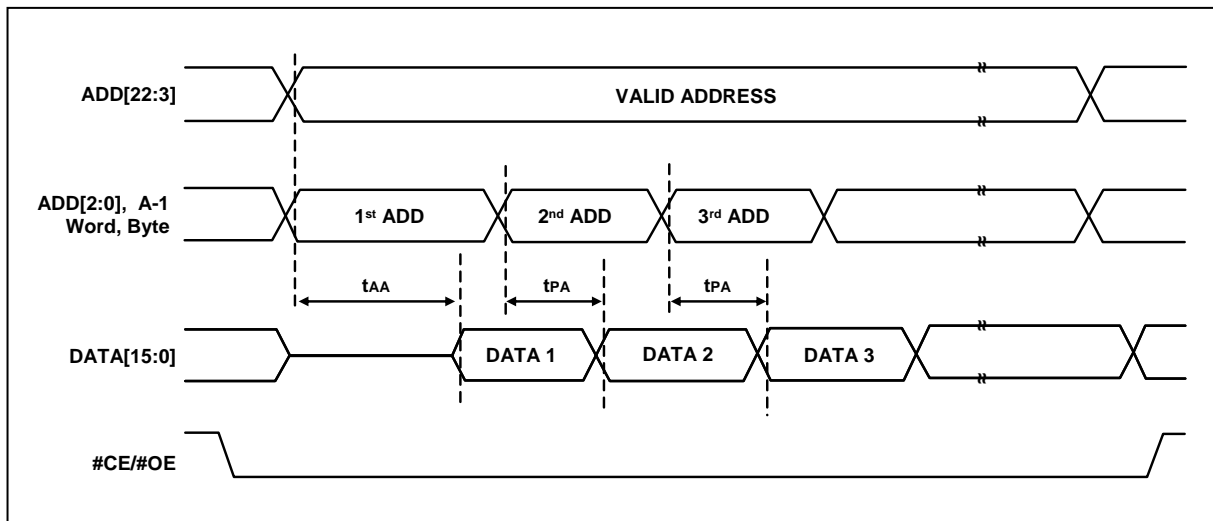 ADD[22:3]
VALID ADDRESS
ADD[2:0], A-1
Word, Byte
1st ADD
2nd ADD
3rd ADD
tAA
tPA
tPA
DATA[15:0]
DATA 1
DATA 2
DATA 3
#CE/#OE